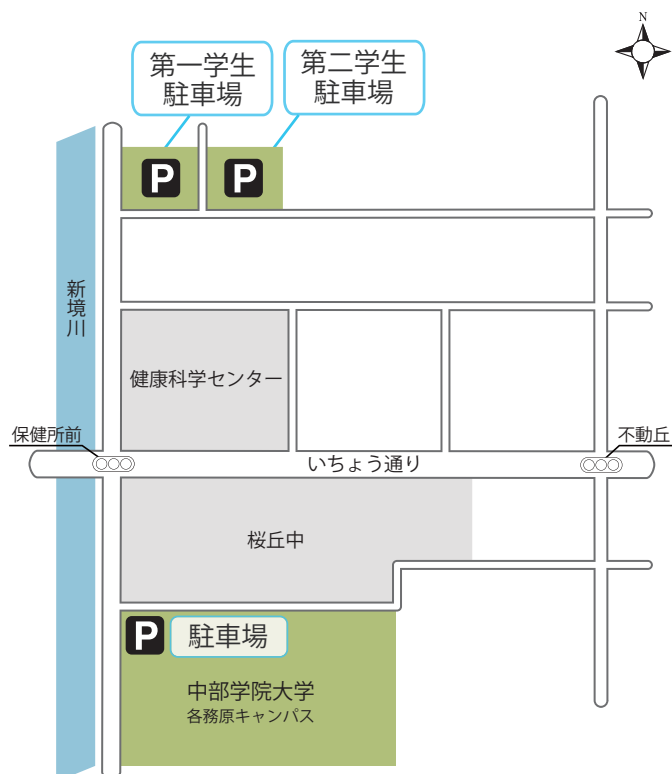 N
第一学生
駐車場
第二学生
駐車場
P
P
新境川
健康科学センター
保健所前
不動丘
いちょう通り
桜丘中
P
駐車場
中部学院大学
各務原キャンパス